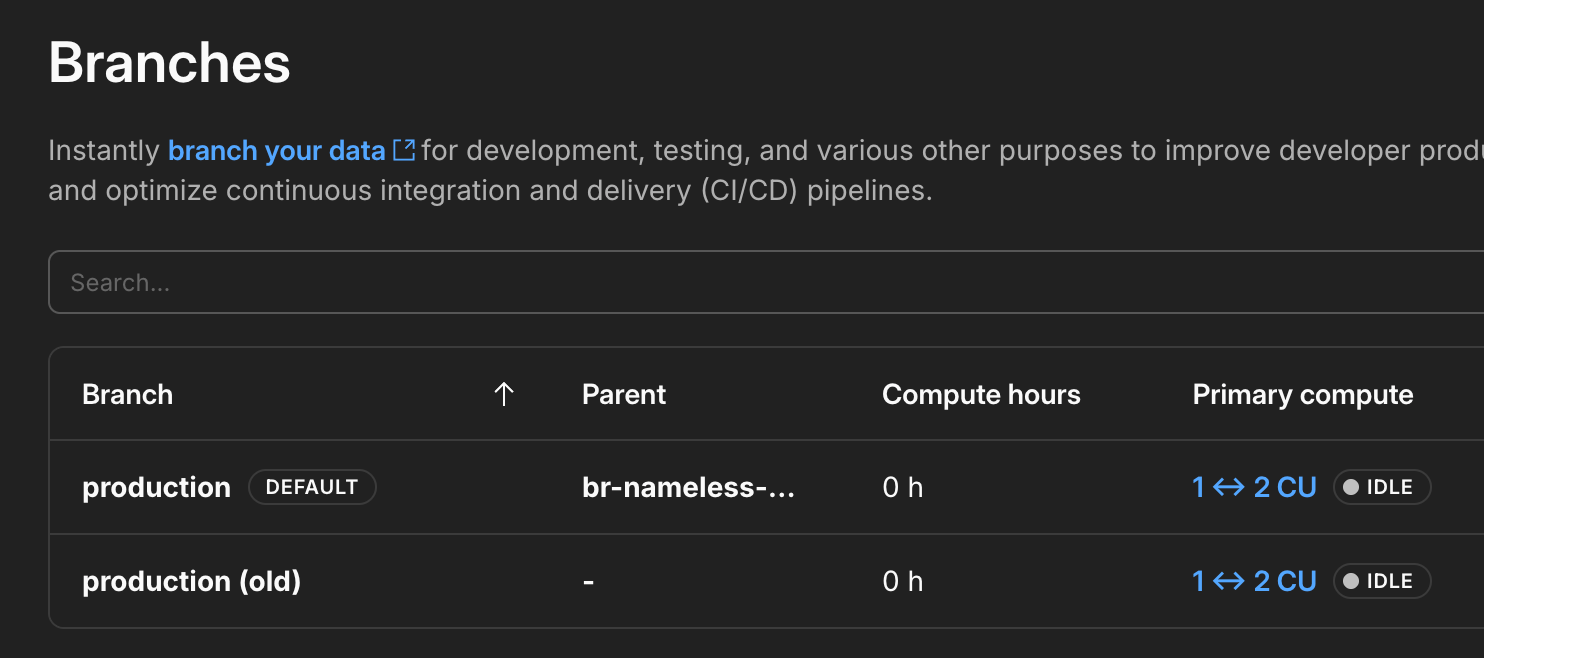 Branches
Instantly branch your data for development, testing, and various other purposes to improve developer
and optimize continuous integration and delivery (CI/CD) pipelines.
Search...
Branch ↑ Parent Compute hours Primary compute
production DEFAULT br-nameless-... 0 h 1 ↔ 2 CU IDLE
production (old) - 0 h 1 ↔ 2 CU IDLE